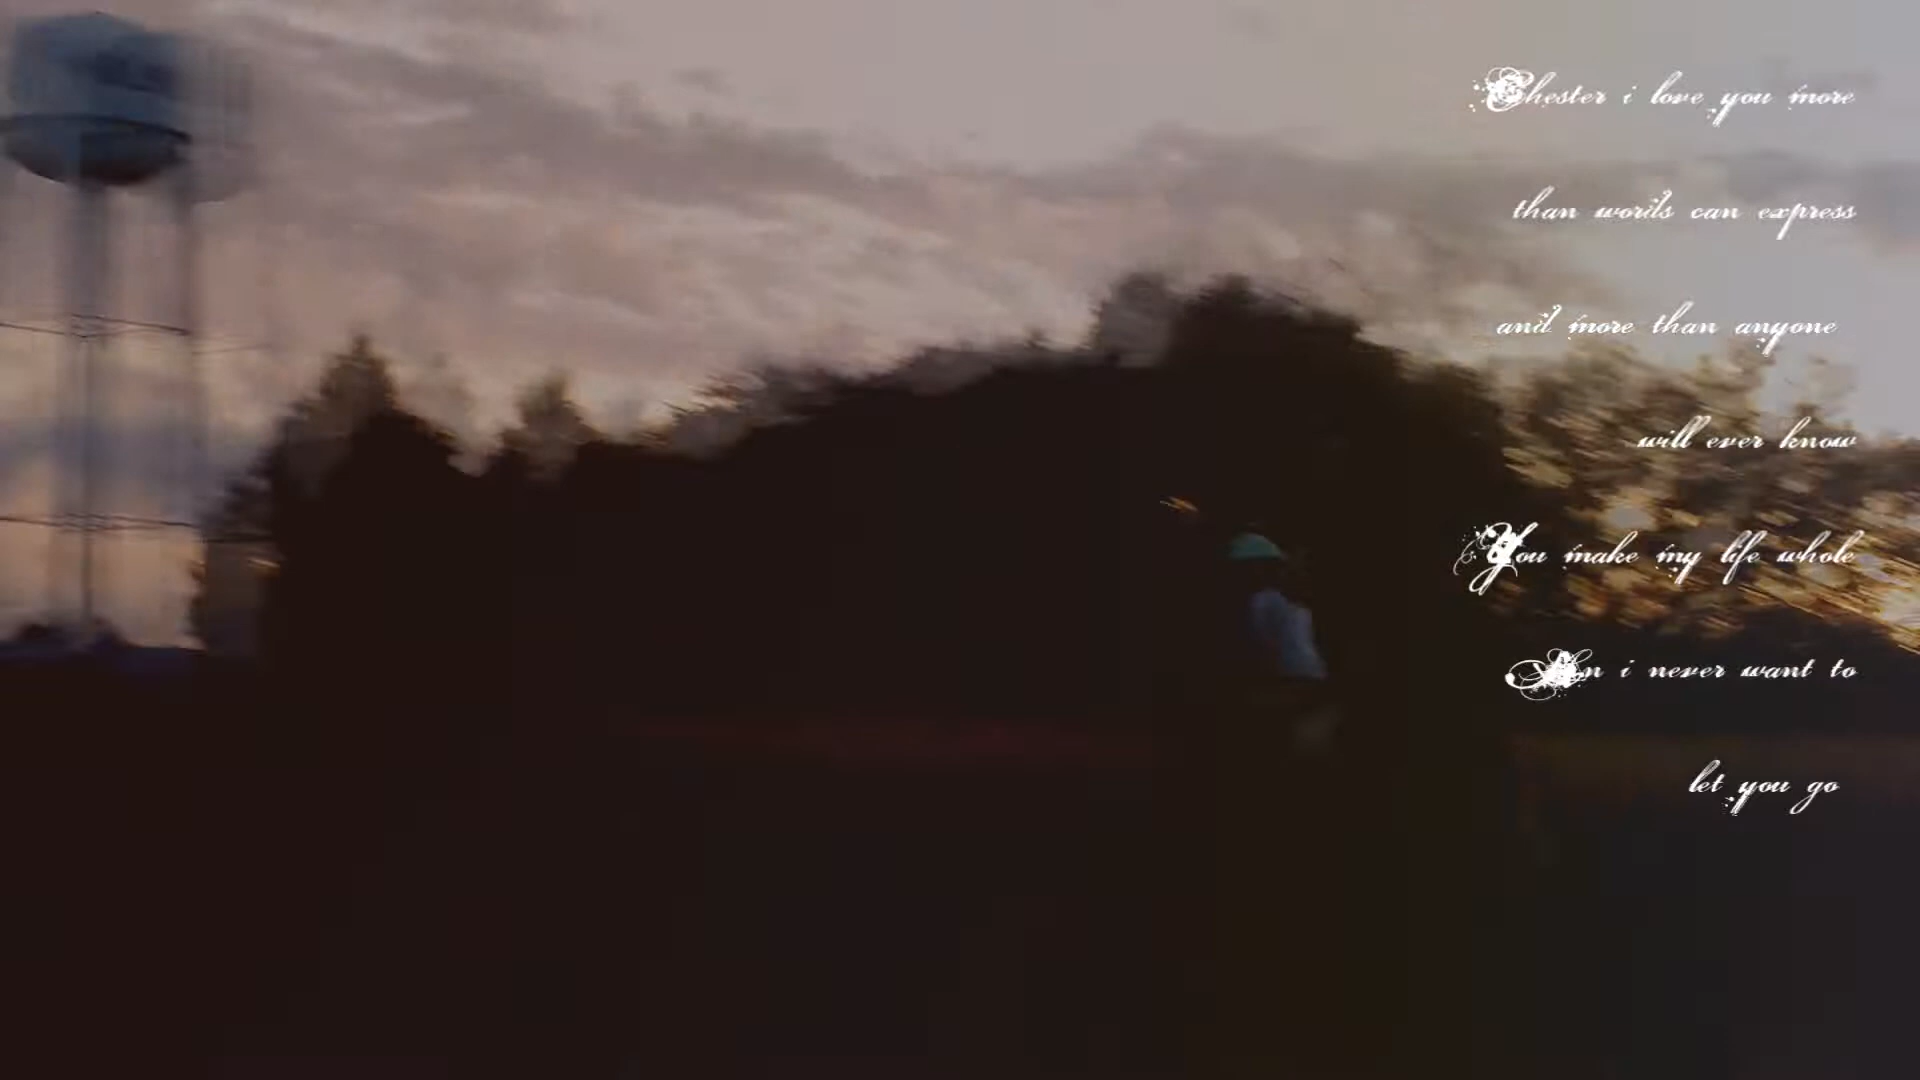 Chester i love you more
than words can express
and more than anyone
will ever know
You make my life whole
An i never want to
let you go